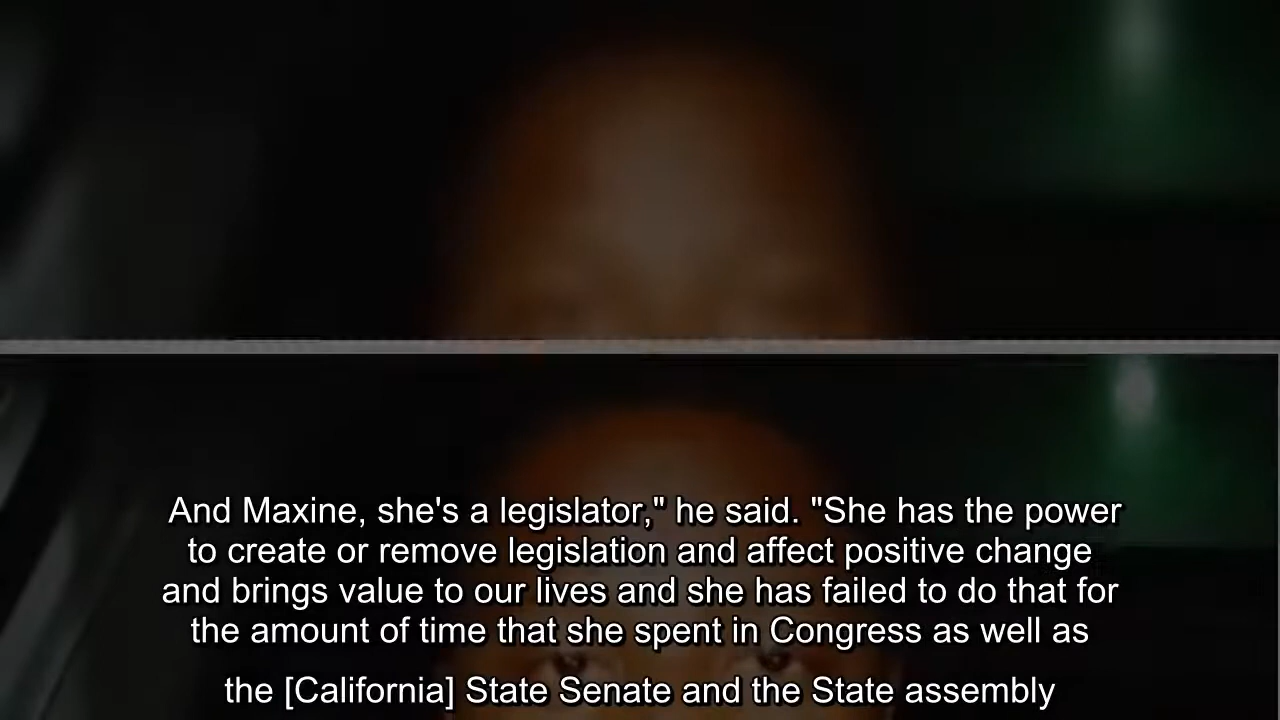 And Maxine, she's a legislator," he said. "She has the power
to create or remove legislation and affect positive change
and brings value to our lives and she has failed to do that for
the amount of time that she spent in Congress as well as
the [California] State Senate and the State assembly